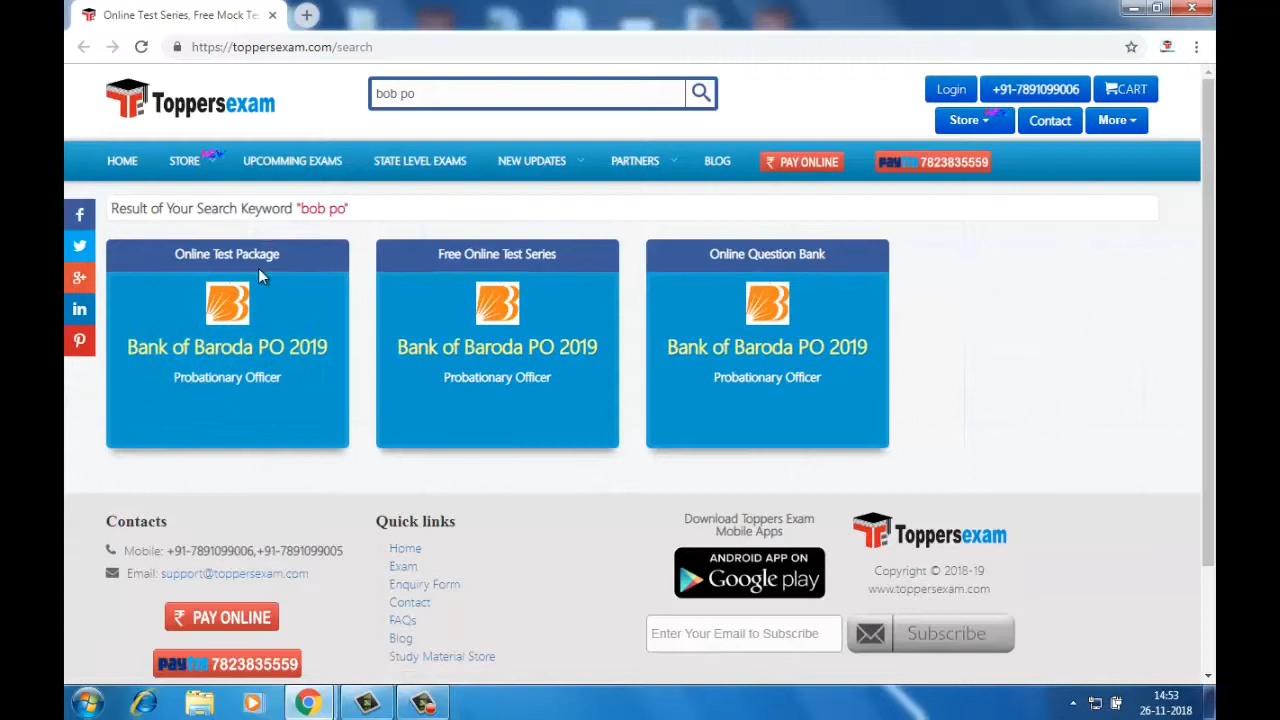 Online Test Series, Free Mock Te
https://toppersexam.com/search
Toppersexam
bob po
Login
+91-7891099006
CART
Store
Contact
More
HOME
STORE
UPCOMMING EXAMS
STATE LEVEL EXAMS
NEW UPDATES
PARTNERS
BLOG
₹ PAY ONLINE
paytm 7823835559
Result of Your Search Keyword "bob po"
Online Test Package
Bank of Baroda PO 2019
Probationary Officer
Free Online Test Series
Bank of Baroda PO 2019
Probationary Officer
Online Question Bank
Bank of Baroda PO 2019
Probationary Officer
Contacts
Mobile: +91-7891099006,+91-7891099005
Email: support@toppersexam.com
₹ PAY ONLINE
paytm 7823835559
Quick links
Home
Exam
Enquiry Form
Contact
FAQs
Blog
Study Material Store
Download Toppers Exam
Mobile Apps
ANDROID APP ON
Google play
Enter Your Email to Subscribe
Subscribe
Toppersexam
Copyright © 2018-19
www.toppersexam.com
14:53
26-11-2018